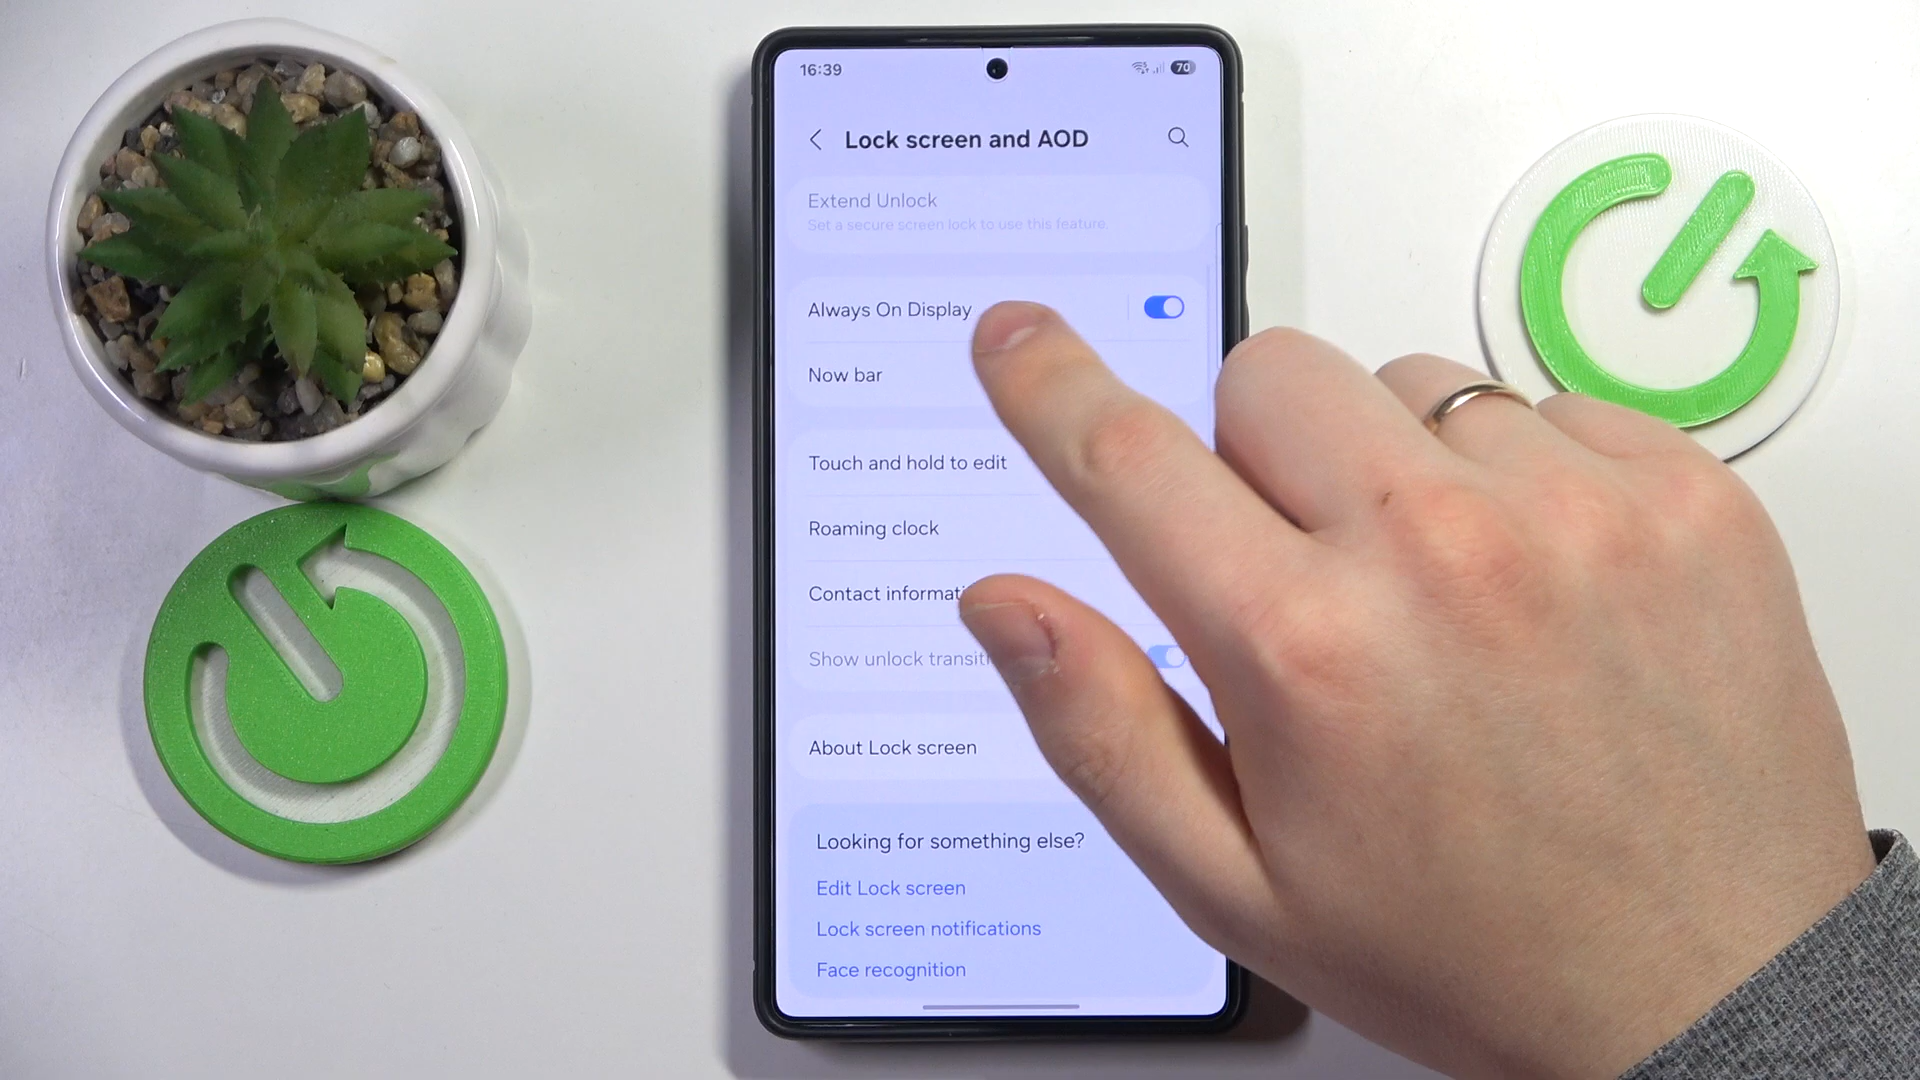 16:39
70
Lock screen and AOD
Extend Unlock
Set a secure screen lock to use this feature.
Always On Display
Now bar
Touch and hold to edit
Roaming clock
Contact informati
Show unlock transiti
About Lock screen
Looking for something else?
Edit Lock screen
Lock screen notifications
Face recognition